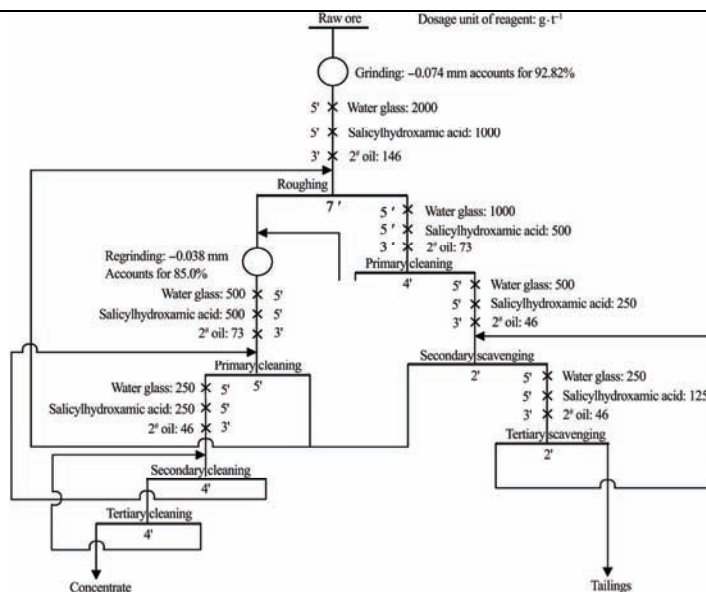 Raw ore
Dosage unit of reagent: g·t⁻¹
Grinding: −0.074 mm accounts for 92.82%
5′ Water glass: 2000
5′ Salicylhydroxamic acid: 1000
3′ 2# oil: 146
Roughing
7′
5′ Water glass: 1000
5′ Salicylhydroxamic acid: 500
3′ 2# oil: 73
Primary cleaning
4′
Regrinding: −0.038 mm
Accounts for 85.0%
Water glass: 500 5′
Salicylhydroxamic acid: 500 5′
2# oil: 73 3′
Primary cleaning
5′
5′ Water glass: 500
5′ Salicylhydroxamic acid: 250
3′ 2# oil: 46
Secondary scavenging
2′
Water glass: 250 5′
Salicylhydroxamic acid: 250 5′
2# oil: 46 3′
Secondary cleaning
4′
Tertiary cleaning
4′
Concentrate
5′ Water glass: 250
5′ Salicylhydroxamic acid: 125
3′ 2# oil: 46
Tertiary scavenging
2′
Tailings